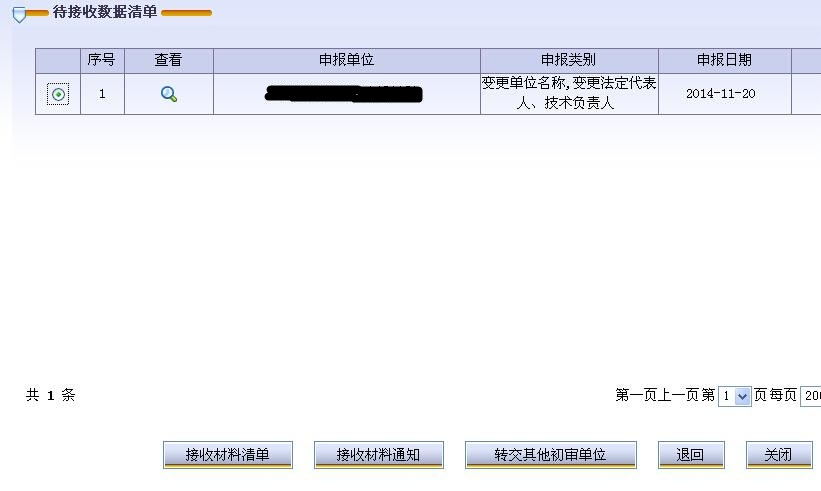 待接收数据清单
序号 查看 申报单位 申报类别 申报日期
1 变更单位名称,变更法定代表人、技术负责人 2014-11-20
共 1 条
第一页上一页第 1 页每页
接收材料清单 接收材料通知 转交其他初审单位 退回 关闭